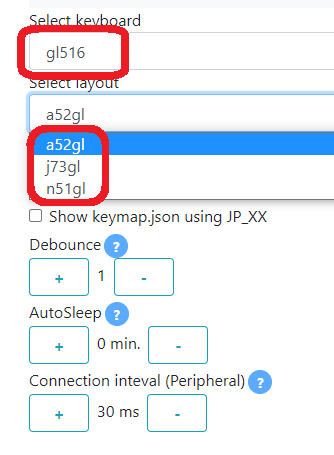 Select keyboard
gl516
Select layout
a52gl
a52gl
j73gl
n51gl
Show keymap.json using JP_XX
Debounce ?
+ 1 -
AutoSleep ?
+ 0 min. -
Connection inteval (Peripheral) ?
+ 30 ms -